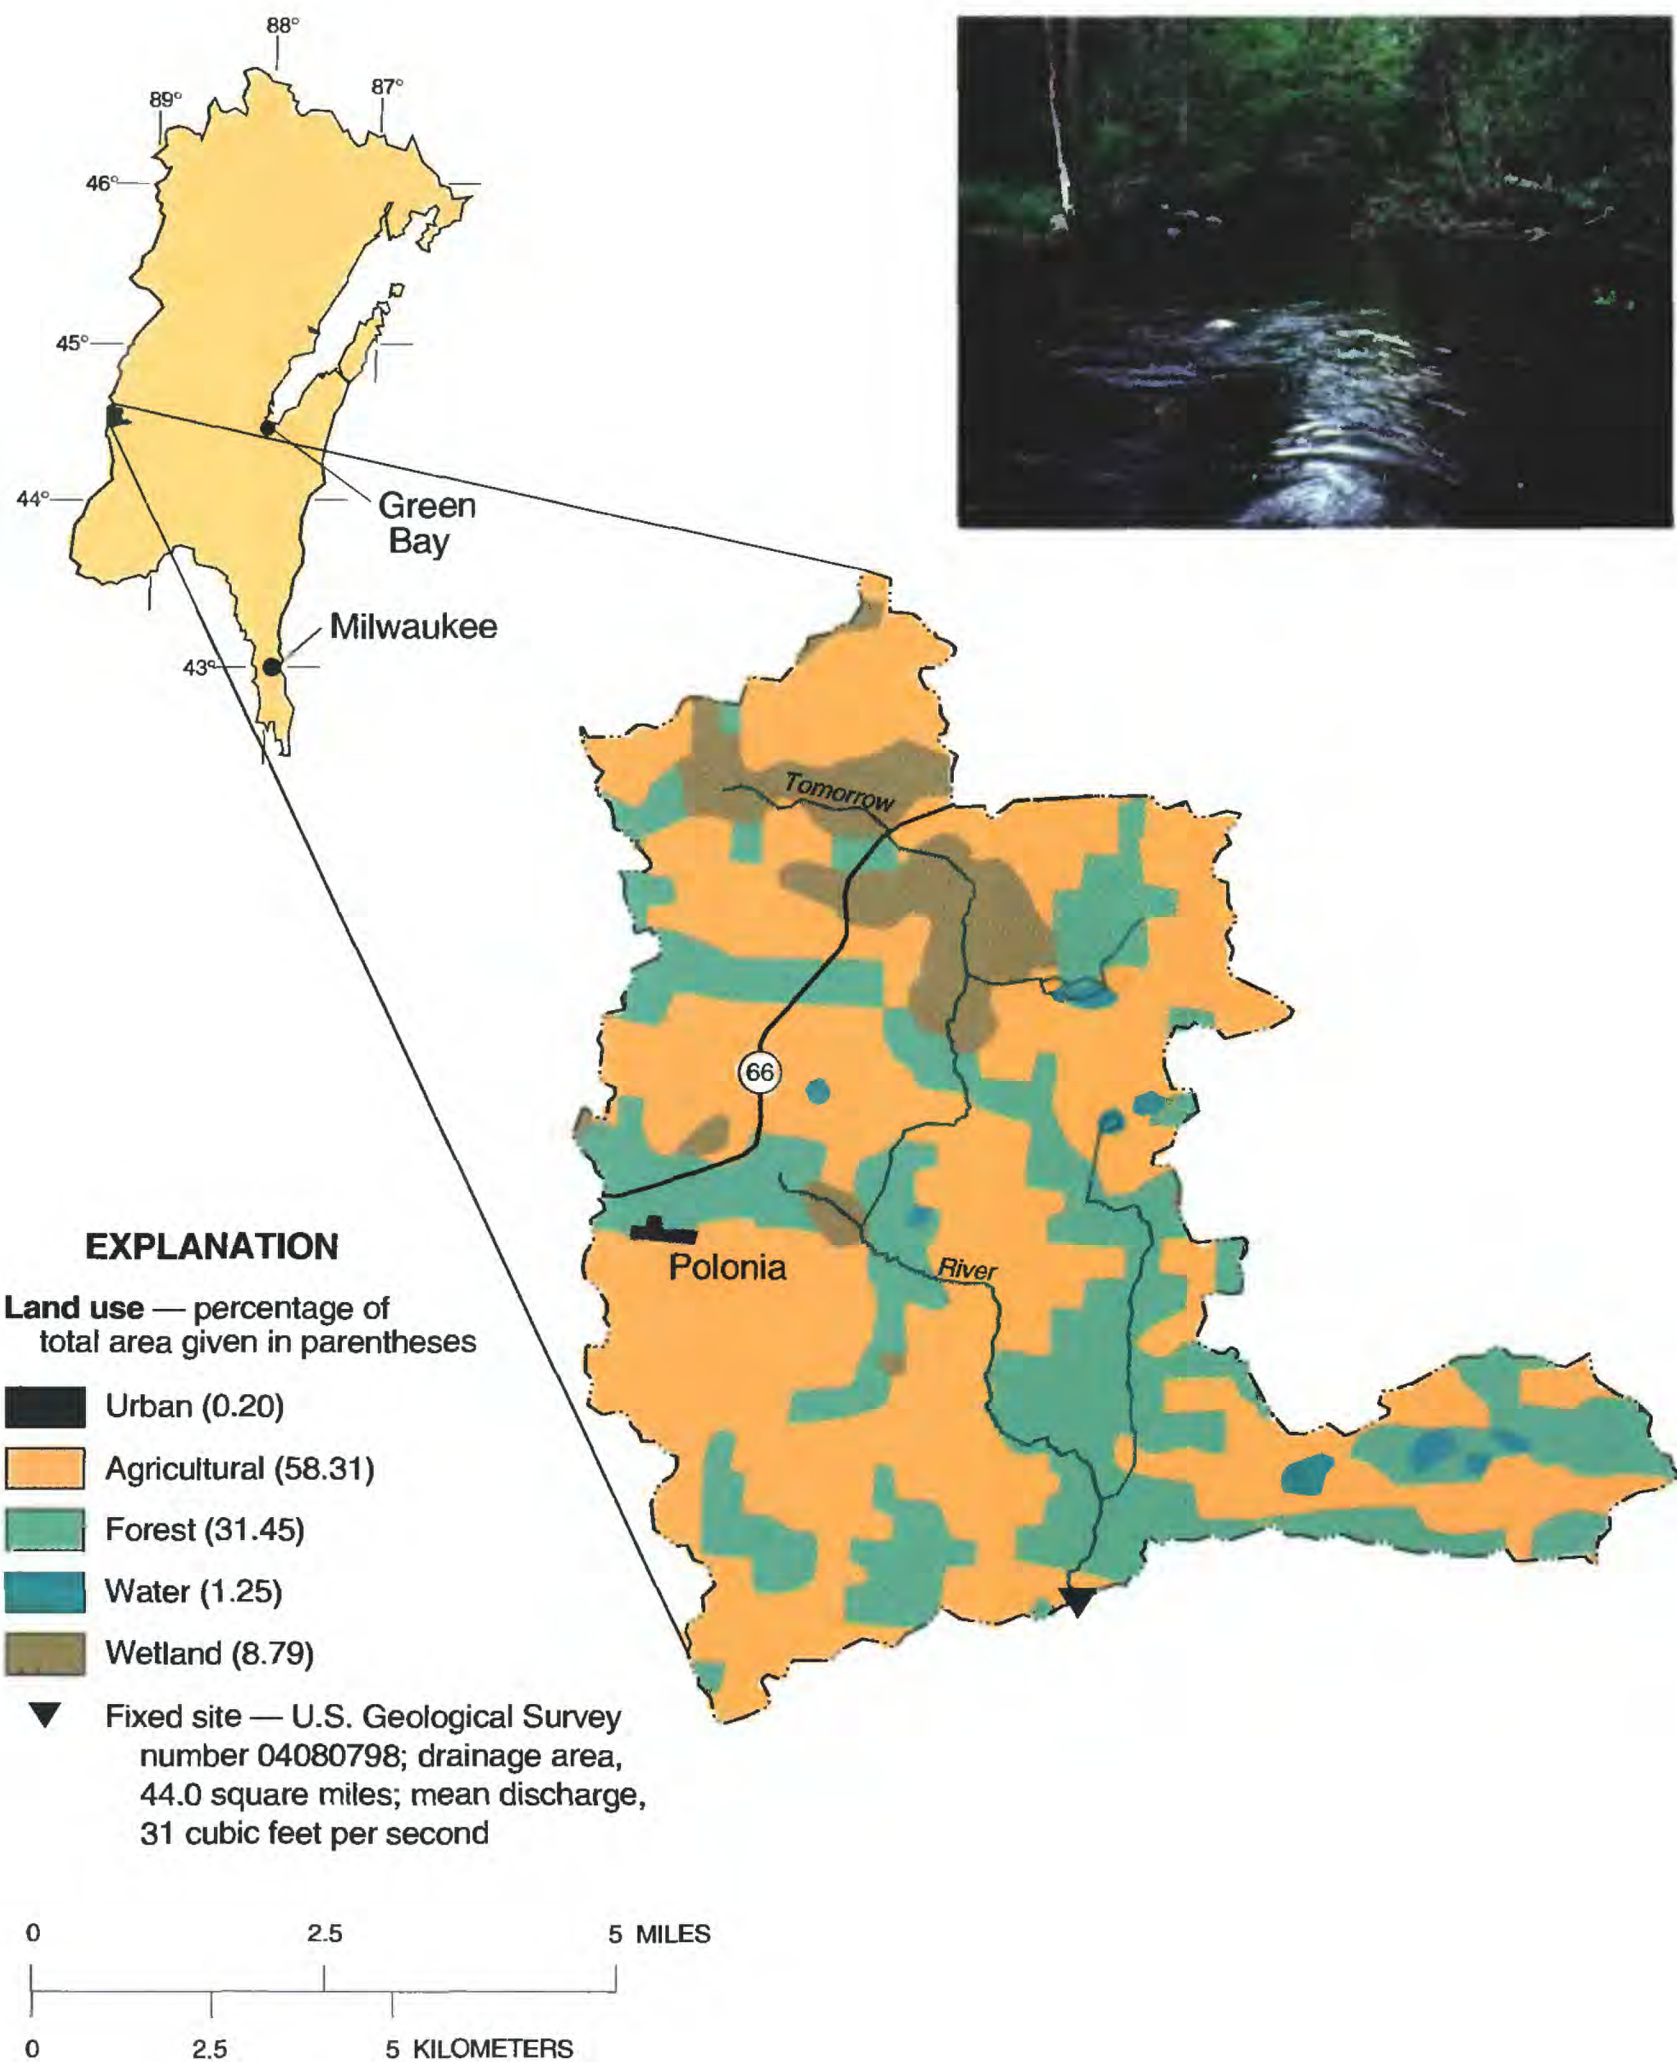 88°
89°
87°
46°
45°
44°
Green
Bay
Milwaukee
43°
Tomorrow
66
Polonia
River
EXPLANATION
Land use — percentage of
total area given in parentheses
Urban (0.20)
Agricultural (58.31)
Forest (31.45)
Water (1.25)
Wetland (8.79)
Fixed site — U.S. Geological Survey
number 04080798; drainage area,
44.0 square miles; mean discharge,
31 cubic feet per second
0 2.5 5 MILES
0 2.5 5 KILOMETERS